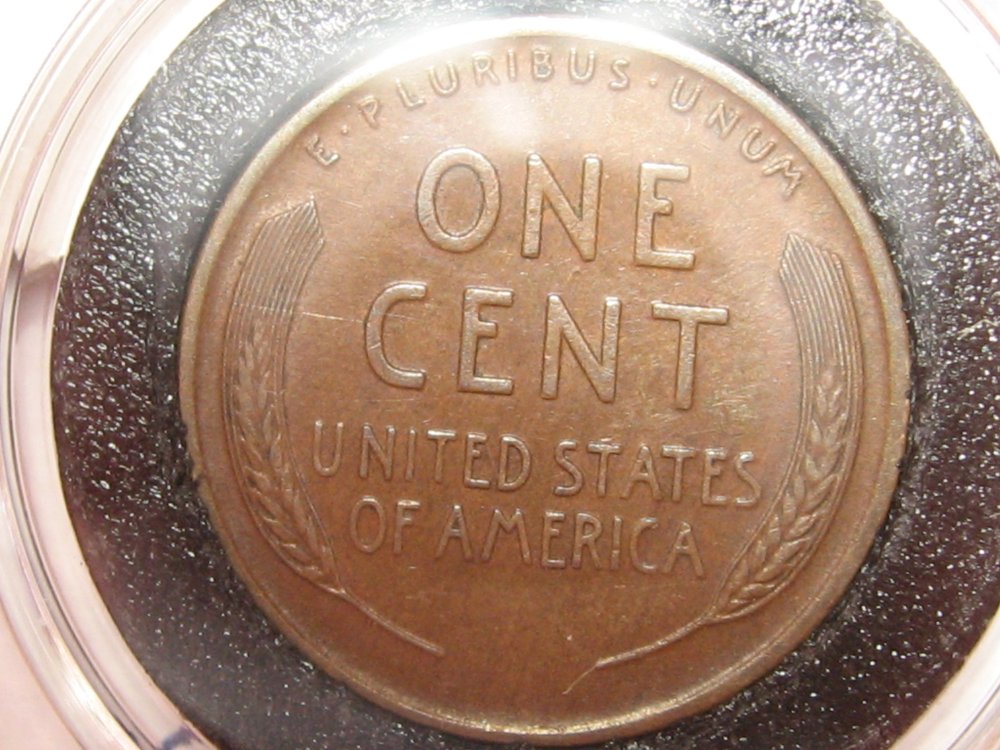 E·PLURIBUS·UNUM
ONE
CENT
UNITED STATES
OF AMERICA